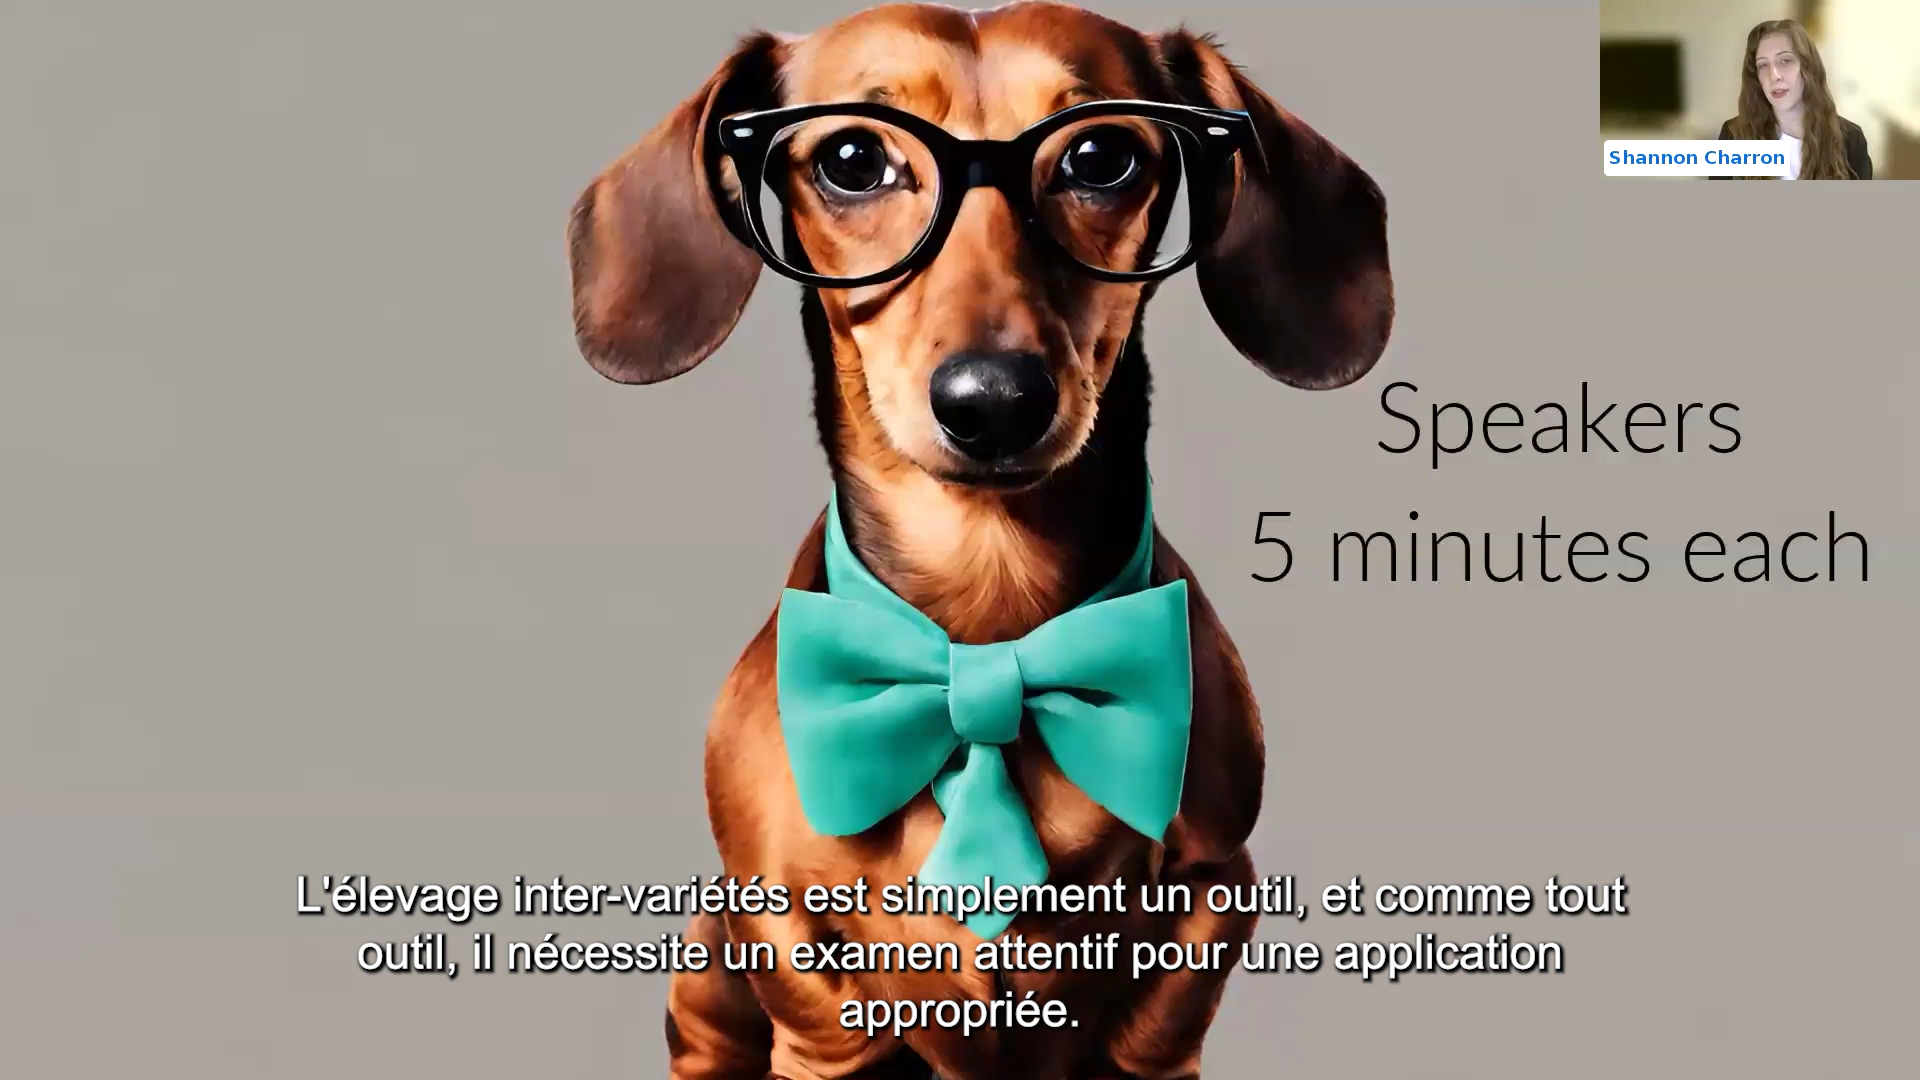 Shannon Charron
Speakers
5 minutes each
L'élevage inter-variétés est simplement un outil, et comme tout
outil, il nécessite un examen attentif pour une application
appropriée.